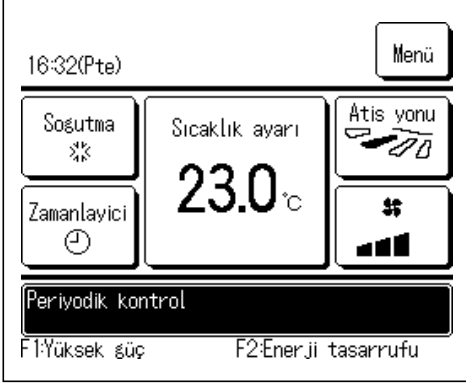 16:32(Pte)
Menü
Soğutma
Sıcaklık ayarı
Atis yonu
23.0 °C
Zamanlayici
Periyodik kontrol
F1:Yüksek güç
F2:Enerji tasarrufu